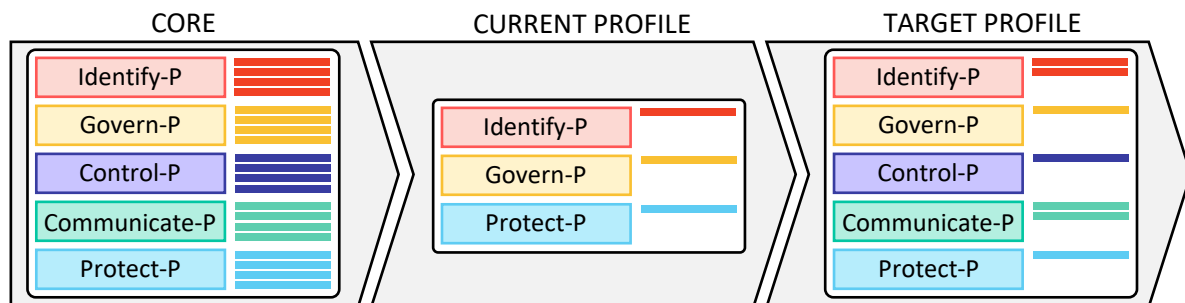 CORE
Identify-P
Govern-P
Control-P
Communicate-P
Protect-P
CURRENT PROFILE
Identify-P
Govern-P
Protect-P
TARGET PROFILE
Identify-P
Govern-P
Control-P
Communicate-P
Protect-P